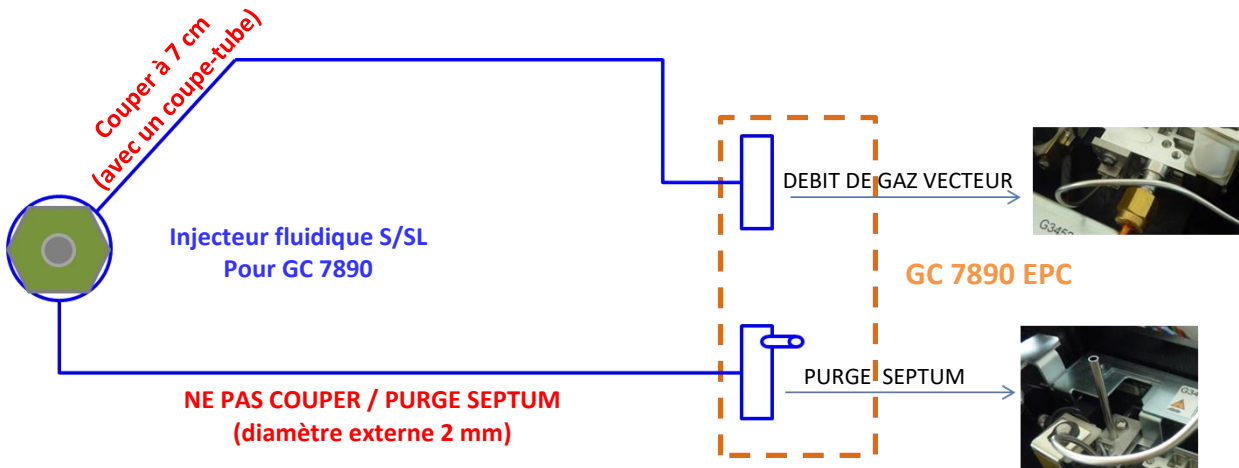 Couper à 7 cm
(avec un coupe-tube)
DEBIT DE GAZ VECTEUR
Injecteur fluidique S/SL
Pour GC 7890
GC 7890 EPC
PURGE SEPTUM
NE PAS COUPER / PURGE SEPTUM
(diamètre externe 2 mm)